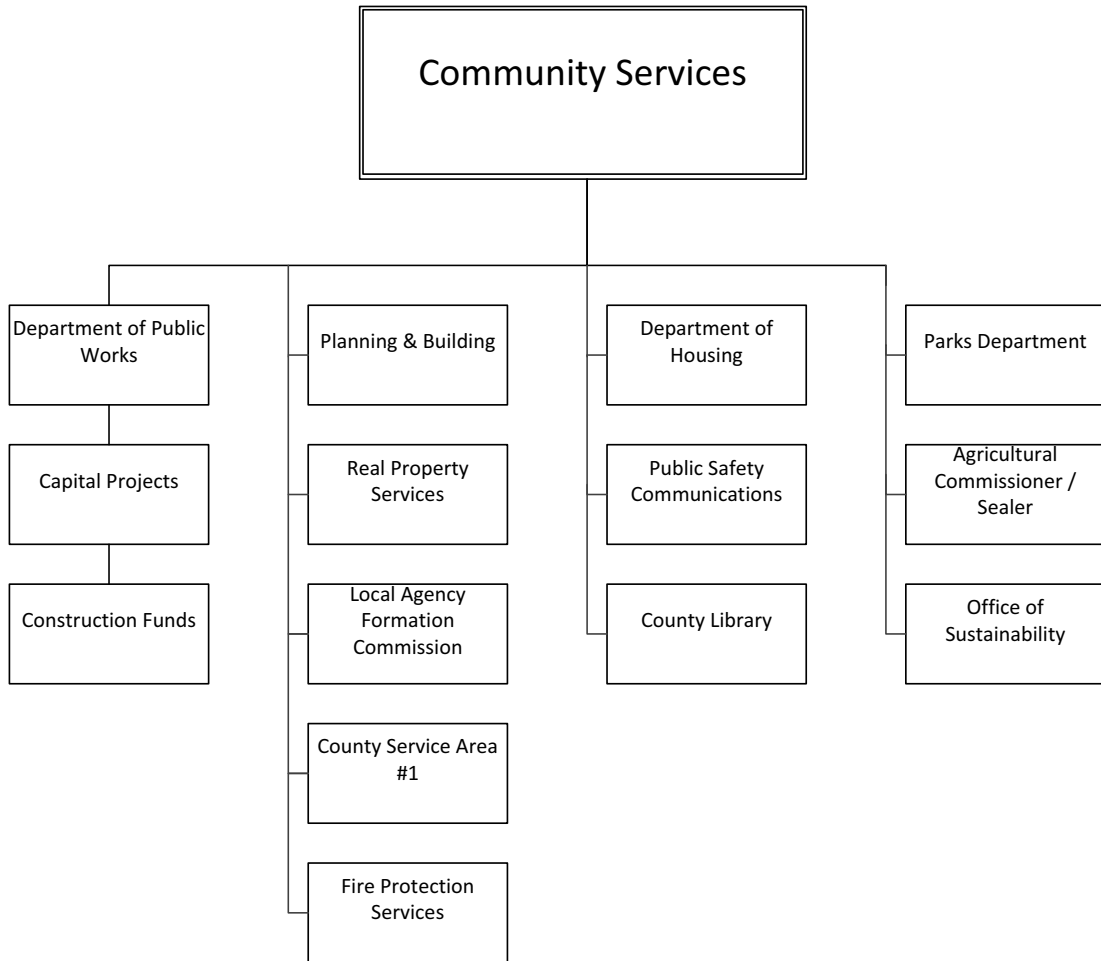 Community Services
Department of Public
Works
Capital Projects
Construction Funds
Planning & Building
Real Property
Services
Local Agency
Formation
Commission
County Service Area
#1
Fire Protection
Services
Department of
Housing
Public Safety
Communications
County Library
Parks Department
Agricultural
Commissioner /
Sealer
Office of
Sustainability